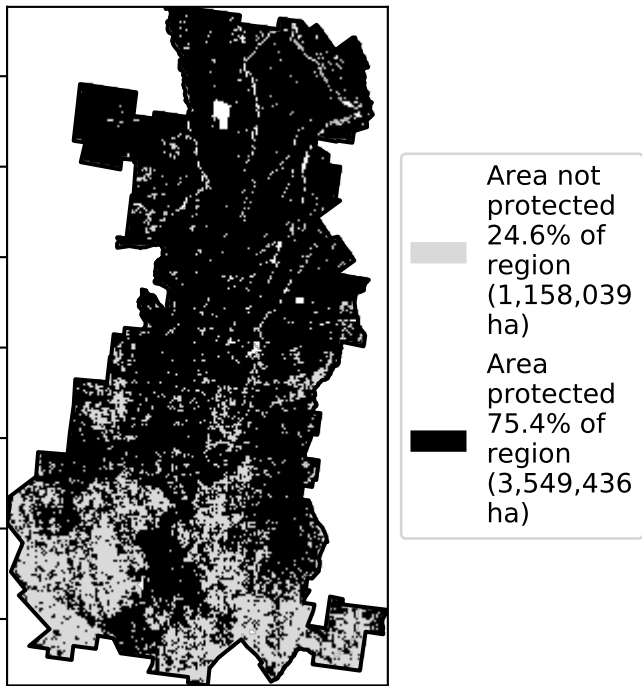 Area not
protected
24.6% of
region
(1,158,039
ha)
Area
protected
75.4% of
region
(3,549,436
ha)